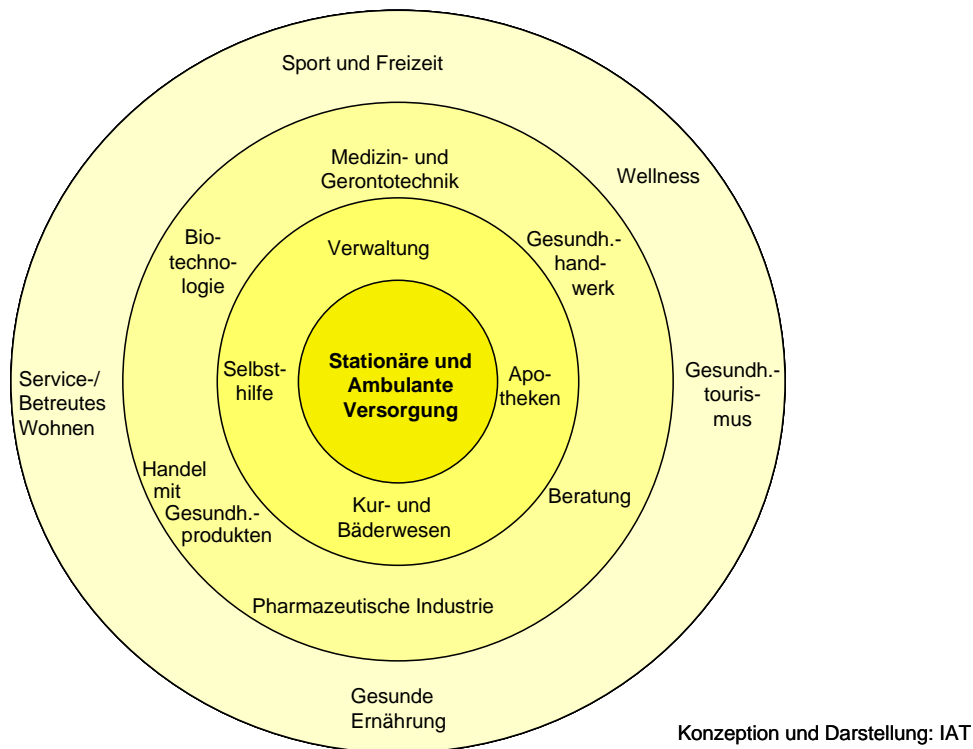 Sport und Freizeit
Medizin- und
Gerontotechnik
Wellness
Bio-
techno-
logie
Verwaltung
Gesundh.-
hand-
werk
Stationäre und
Ambulante
Versorgung
Selbst-
hilfe
Apo-
theken
Service-/
Betreutes
Wohnen
Gesundh.-
touris-
mus
Handel
mit
Gesundh.-
produkten
Kur- und
Bäderwesen
Beratung
Pharmazeutische Industrie
Gesunde
Ernährung
Konzeption und Darstellung: IAT